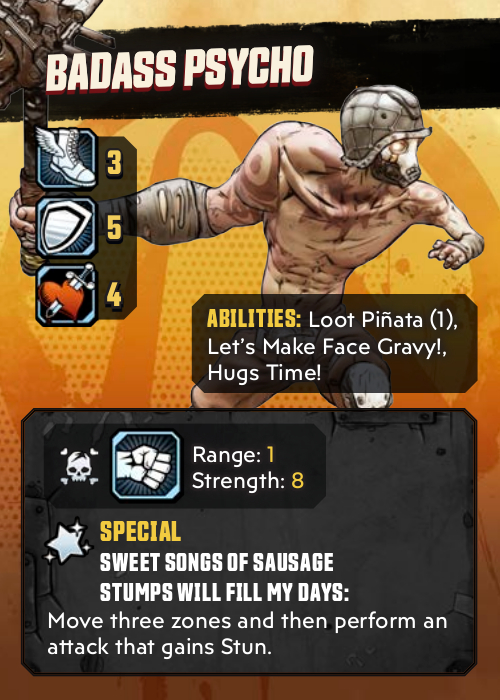 BADASS PSYCHO
3
5
4
ABILITIES: Loot Piñata (1),
Let's Make Face Gravy!,
Hugs Time!
Range: 1
Strength: 8
SPECIAL
SWEET SONGS OF SAUSAGE
STUMPS WILL FILL MY DAYS:
Move three zones and then perform an
attack that gains Stun.